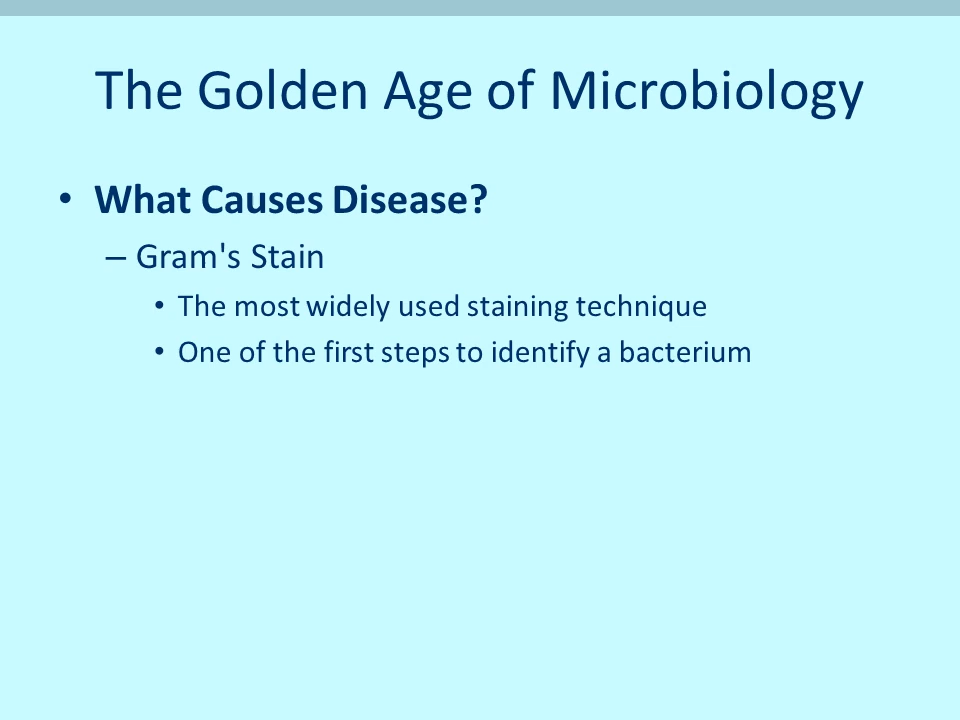 The Golden Age of Microbiology
• What Causes Disease?
– Gram's Stain
• The most widely used staining technique
• One of the first steps to identify a bacterium